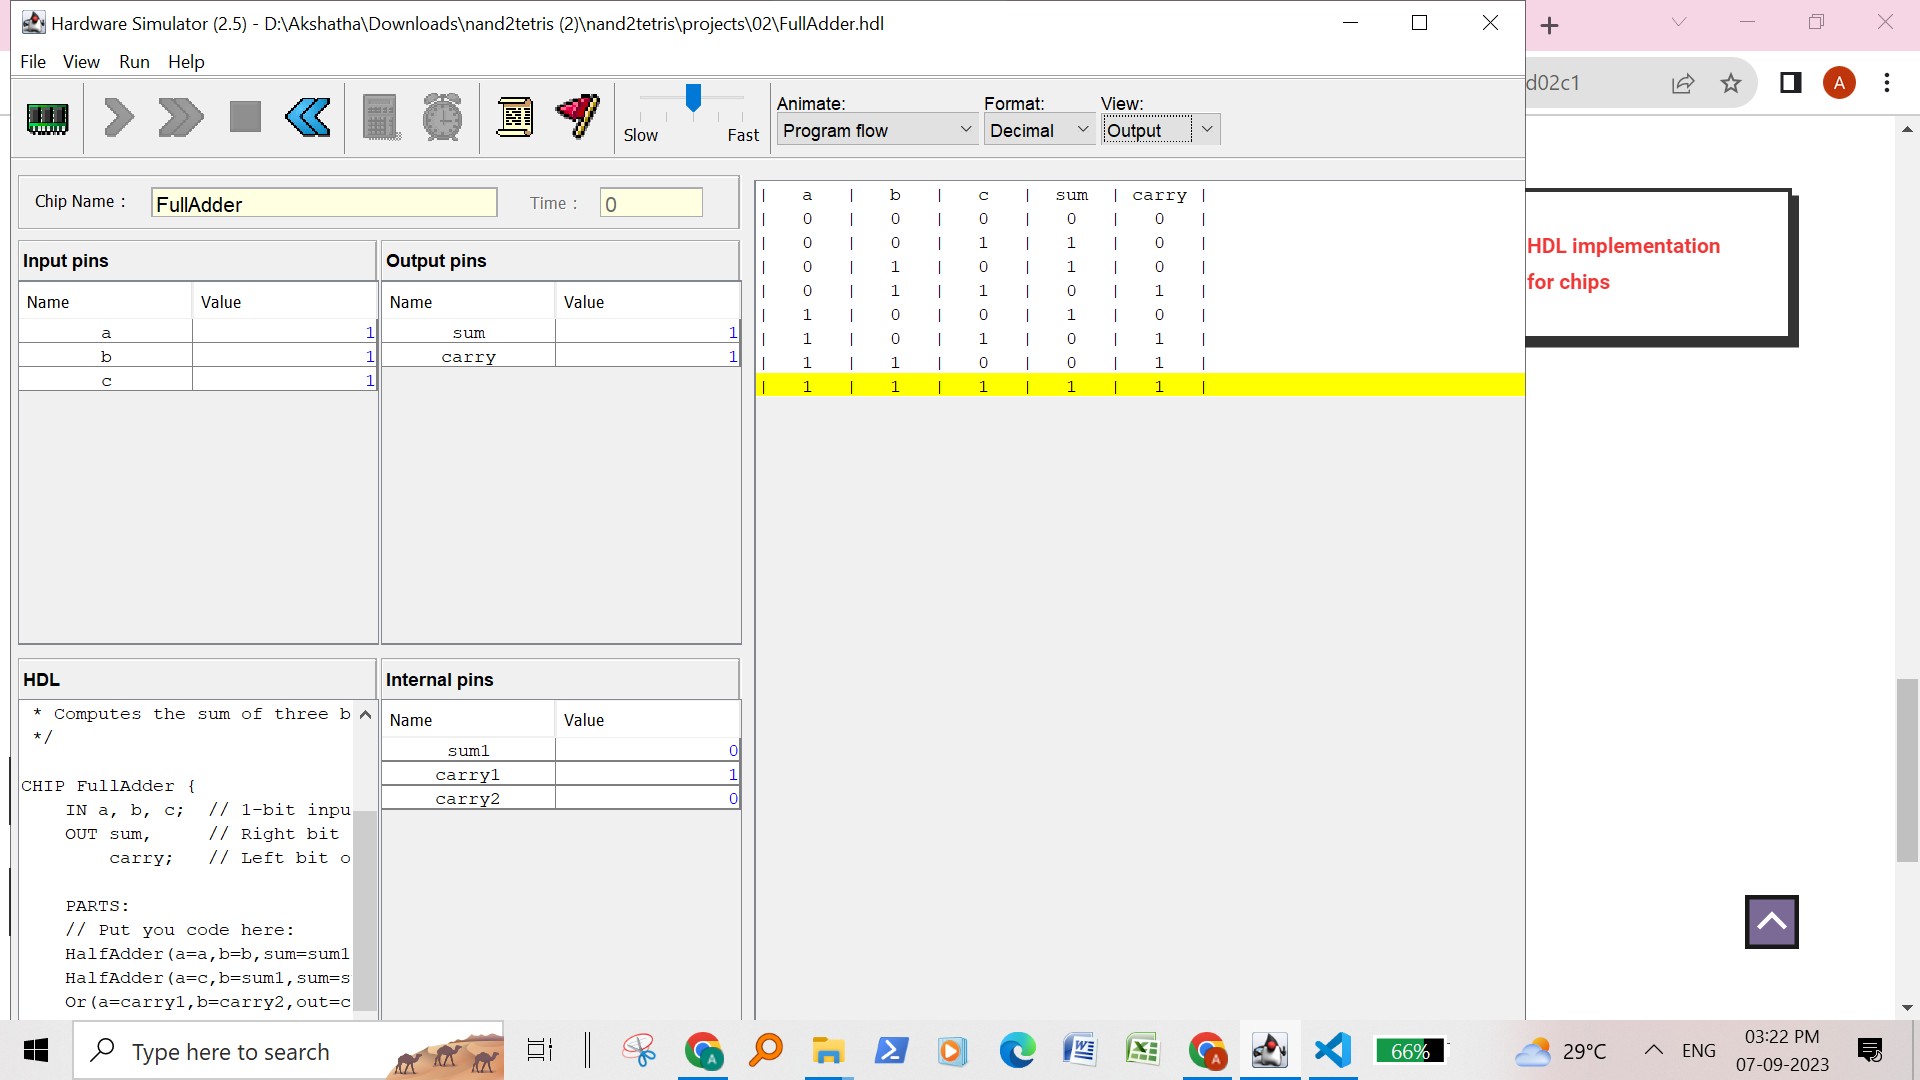 Hardware Simulator (2.5) - D:\Akshatha\Downloads\nand2tetris (2)\nand2tetris\projects\02\FullAdder.hdl
File View Run Help
d02c1
A
Slow Fast
Animate: Format: View:
Program flow Decimal Output
Chip Name : FullAdder Time : 0
Input pins
Name Value
a 1
b 1
c 1
Output pins
Name Value
sum 1
carry 1
| a | b | c | sum | carry |
| 0 | 0 | 0 | 0 | 0 |
| 0 | 0 | 1 | 1 | 0 |
| 0 | 1 | 0 | 1 | 0 |
| 0 | 1 | 1 | 0 | 1 |
| 1 | 0 | 0 | 1 | 0 |
| 1 | 0 | 1 | 0 | 1 |
| 1 | 1 | 0 | 0 | 1 |
| 1 | 1 | 1 | 1 | 1 |
HDL implementation
for chips
HDL
* Computes the sum of three b
*/
CHIP FullAdder {
IN a, b, c; // 1-bit inpu
OUT sum, // Right bit
carry; // Left bit o
PARTS:
// Put you code here:
HalfAdder(a=a,b=b,sum=sum1
HalfAdder(a=c,b=sum1,sum=s
Or(a=carry1,b=carry2,out=c
Internal pins
Name Value
sum1 0
carry1 1
carry2 0
Type here to search
66%
29°C
ENG
03:22 PM
07-09-2023